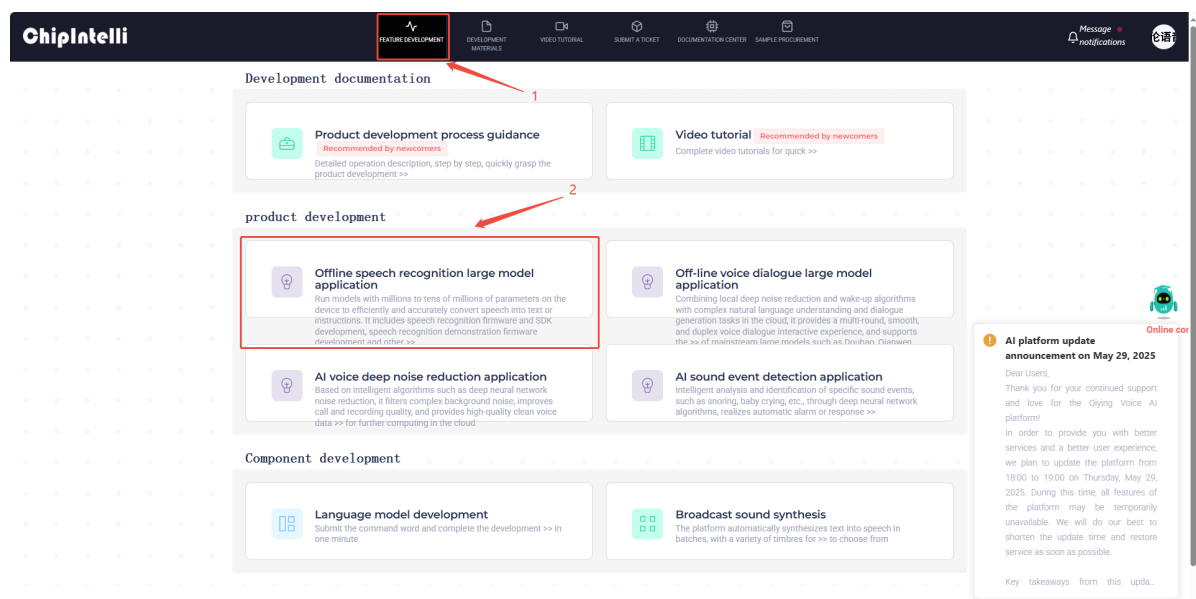 ChipIntelli
FEATURE DEVELOPMENT
DEVELOPMENT
MATERIALS
VIDEO TUTORIAL
SUBMIT A TICKET
DOCUMENTATION CENTER
SAMPLE PROCUREMENT
Message
notifications
论语音
Development documentation
1
Product development process guidance
Recommended by newcomers
Detailed operation description, step by step, quickly grasp the
product development >>
Video tutorial Recommended by newcomers
Complete video tutorials for quick >>
2
product development
Offline speech recognition large model
application
Run models with millions to tens of millions of parameters on the
device to efficiently and accurately convert speech into text or
instructions. It includes speech recognition firmware and SDK
development, speech recognition demonstration firmware
development and other >>
Off-line voice dialogue large model
application
Combining local deep noise reduction and wake-up algorithms
with complex natural language understanding and dialogue
generation tasks in the cloud, it provides a multi-round, smooth,
and duplex voice dialogue interactive experience, and supports
the >> of mainstream large models such as Doubao, Qianwen
AI voice deep noise reduction application
Based on intelligent algorithms such as deep neural network
noise reduction, it filters complex background noise, improves
call and recording quality, and provides high-quality clean voice
data >> for further computing in the cloud
AI sound event detection application
Intelligent analysis and identification of specific sound events,
such as snoring, baby crying, etc., through deep neural network
algorithms, realizes automatic alarm or response >>
Component development
Language model development
Submit the command word and complete the development >> in
one minute
Broadcast sound synthesis
The platform automatically synthesizes text into speech in
batches, with a variety of timbres for >> to choose from
Online cor
AI platform update
announcement on May 29, 2025
Dear Users,
Thank you for your continued support
and love for the Qiying Voice AI
platform!
In order to provide you with better
services and a better user experience,
we plan to update the platform from
18:00 to 19:00 on Thursday, May 29,
2025. During this time, all features of
the platform may be temporarily
unavailable. We will do our best to
shorten the update time and restore
service as soon as possible.
Key takeaways from this upda...